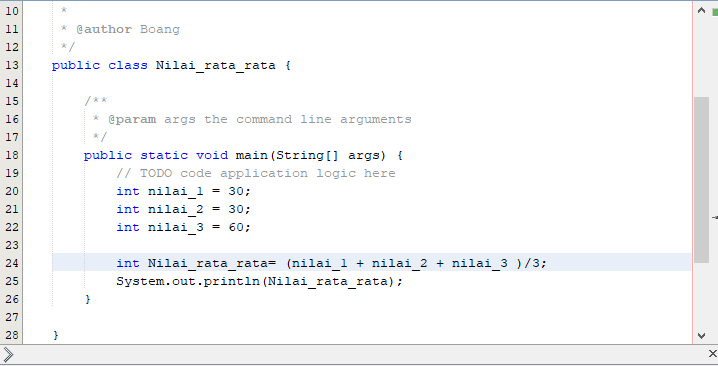 10 *
11 * @author Boang
12 */
13 public class Nilai_rata_rata {
14
15 /**
16 * @param args the command line arguments
17 */
18 public static void main(String[] args) {
19 // TODO code application logic here
20 int nilai_1 = 30;
21 int nilai_2 = 30;
22 int nilai_3 = 60;
23
24 int Nilai_rata_rata= (nilai_1 + nilai_2 + nilai_3 )/3;
25 System.out.println(Nilai_rata_rata);
26 }
27
28 }